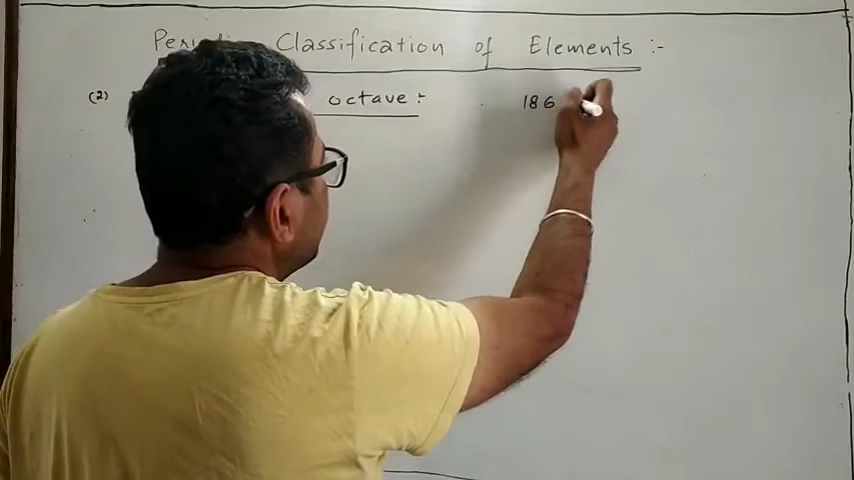 Classification of Elements :-
(2) octave :-
186